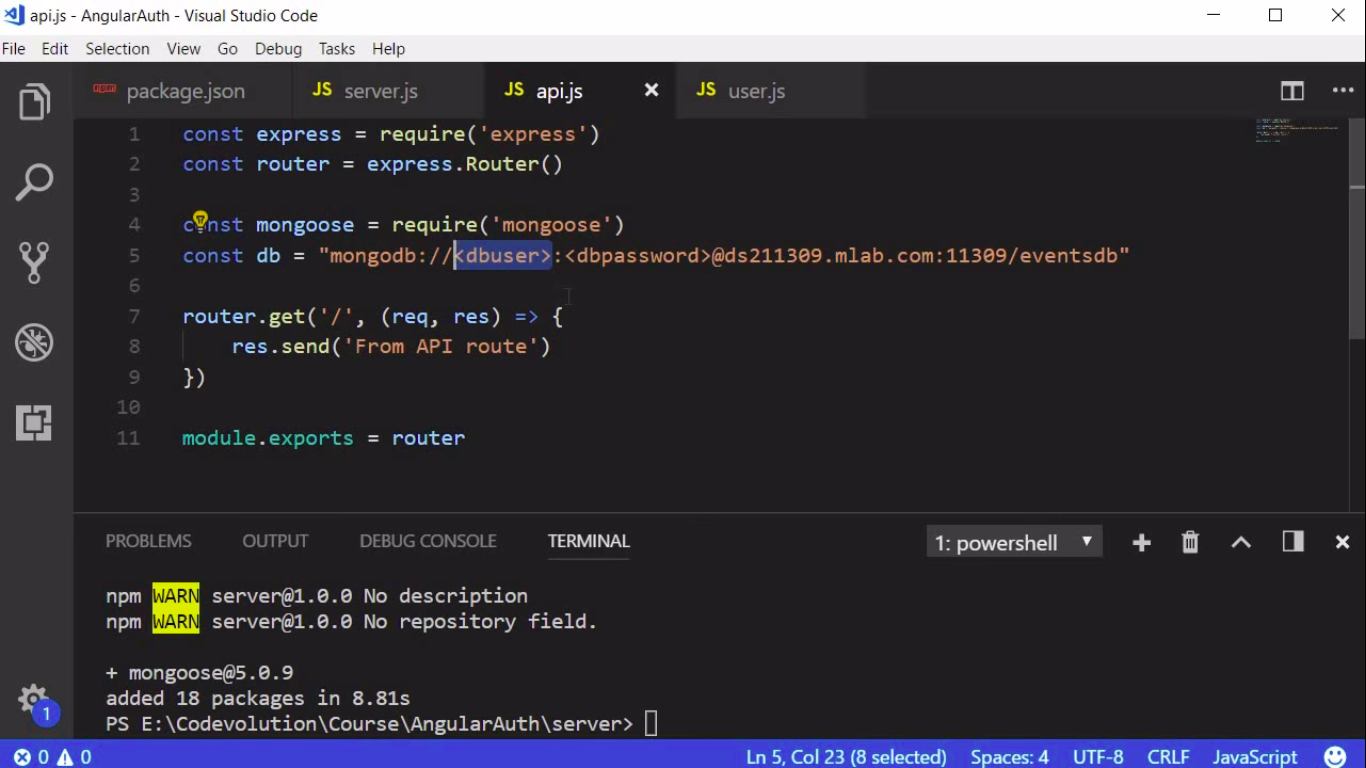 api.js - AngularAuth - Visual Studio Code
File Edit Selection View Go Debug Tasks Help
npm package.json JS server.js JS api.js JS user.js
1 const express = require('express')
2 const router = express.Router()
3
4 const mongoose = require('mongoose')
5 const db = "mongodb://<dbuser>:<dbpassword>@ds211309.mlab.com:11309/eventsdb"
6
7 router.get('/', (req, res) => {
8 res.send('From API route')
9 })
10
11 module.exports = router
PROBLEMS OUTPUT DEBUG CONSOLE TERMINAL 1: powershell
npm WARN server@1.0.0 No description
npm WARN server@1.0.0 No repository field.
+ mongoose@5.0.9
added 18 packages in 8.81s
PS E:\Codevolution\Course\AngularAuth\server>
1
0 0 Ln 5, Col 23 (8 selected) Spaces: 4 UTF-8 CRLF JavaScript